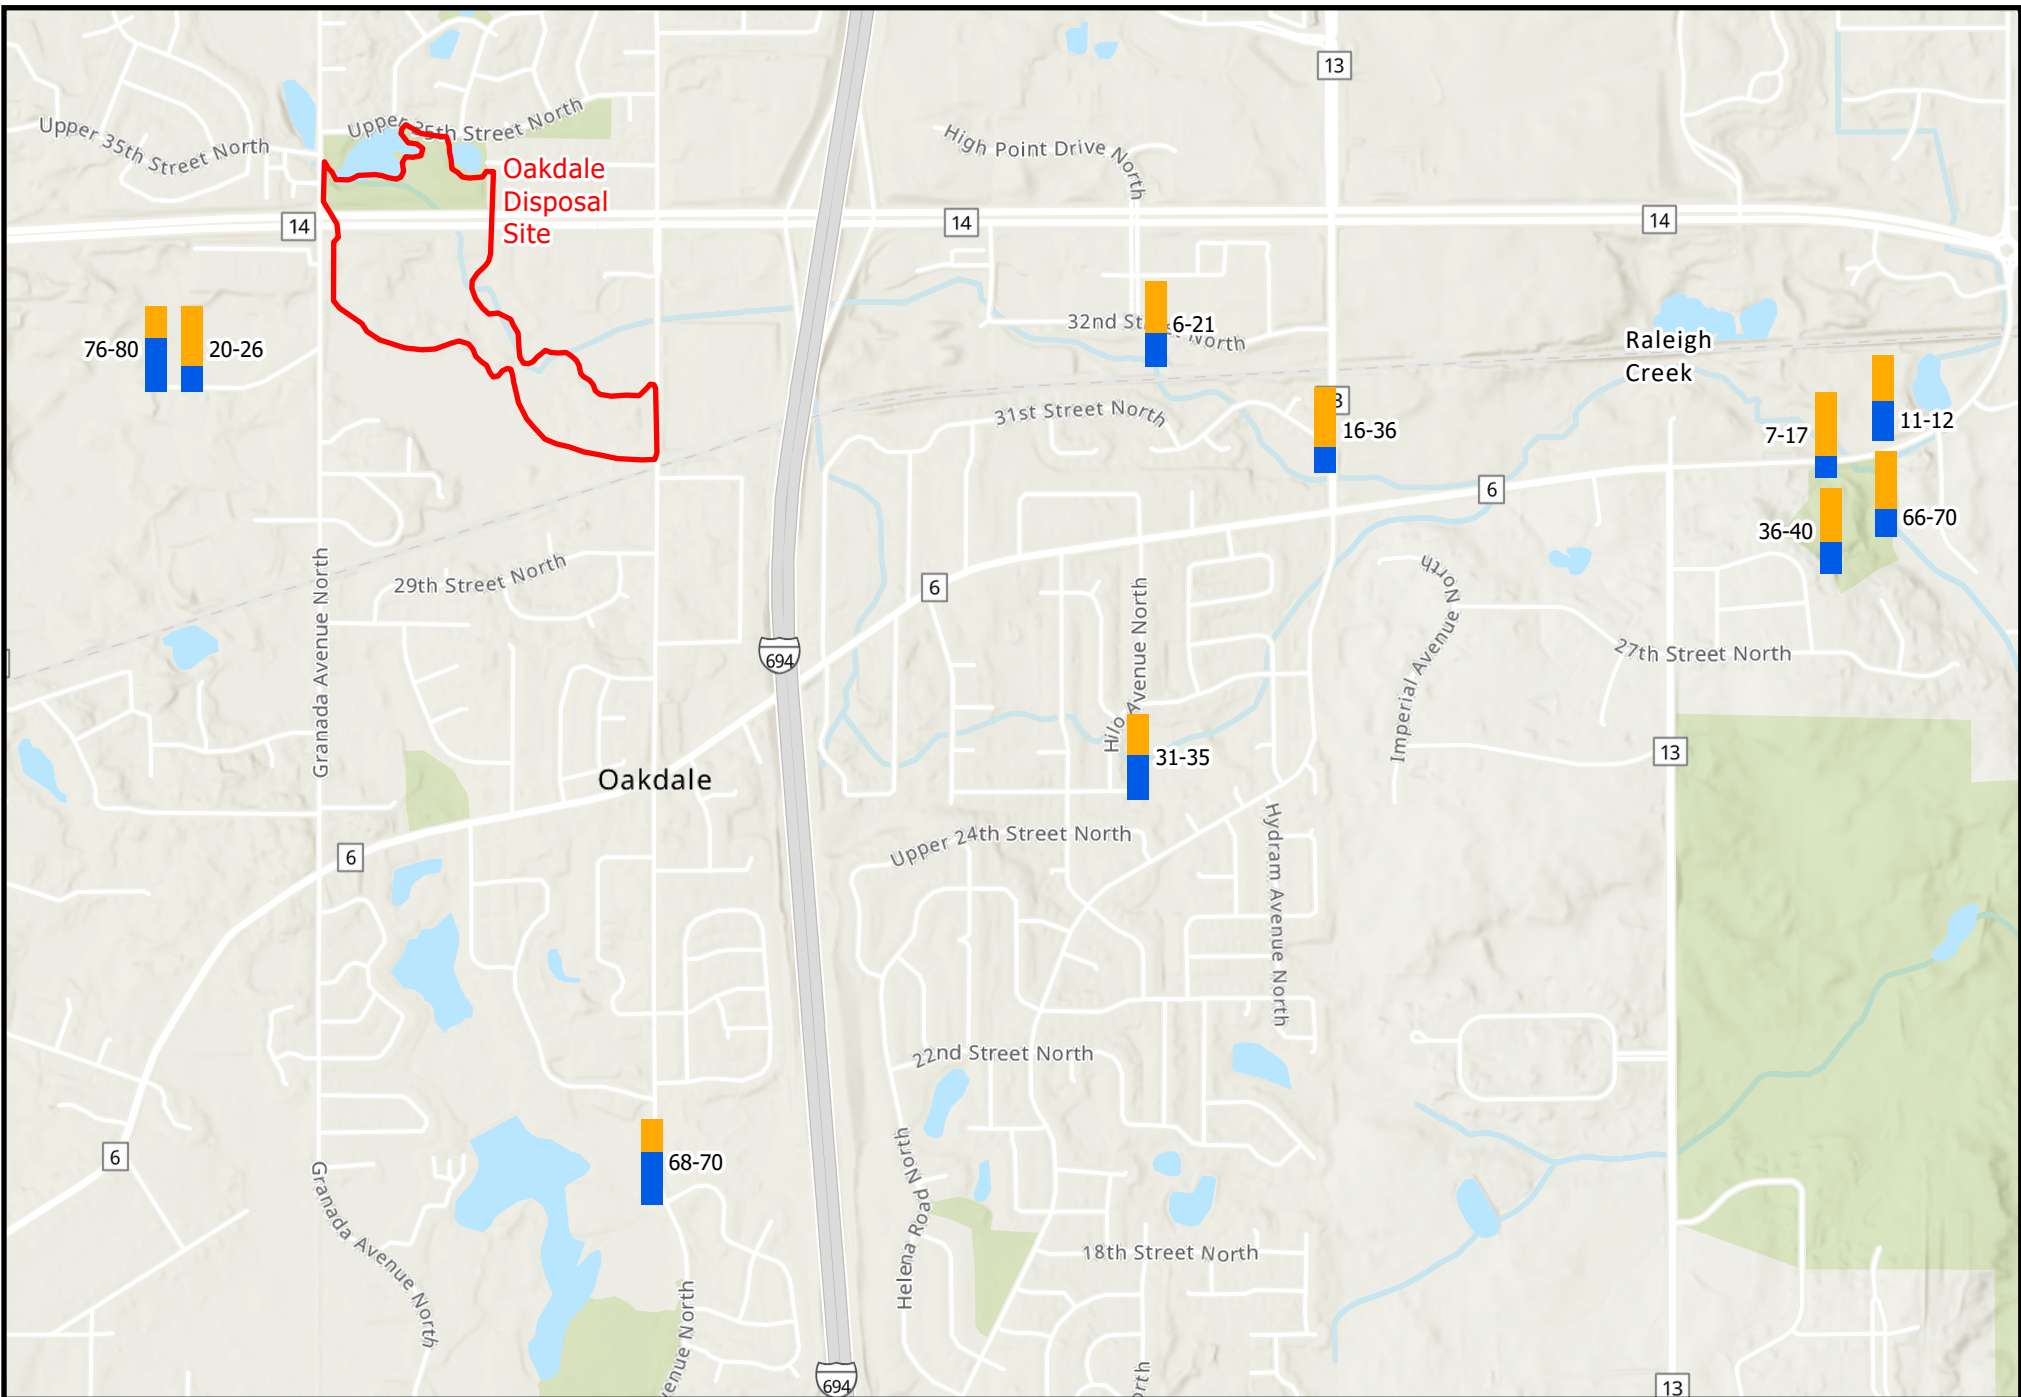 13
Upper 35th Street North
Upper 35th Street North
High Point Drive North
Oakdale
Disposal
Site
14
14
14
76-80
20-26
32nd St
North
6-21
Raleigh
Creek
31st Street North
16-36
7-17
11-12
6
36-40
66-70
29th Street North
6
Granada Avenue North
Hilo Avenue North
Imperial Avenue North
27th Street North
694
13
31-35
Oakdale
Upper 24th Street North
6
Hydram Avenue North
22nd Street North
6
68-70
Granada Avenue North
Helena Road North
18th Street North
venue North
orth
694
13